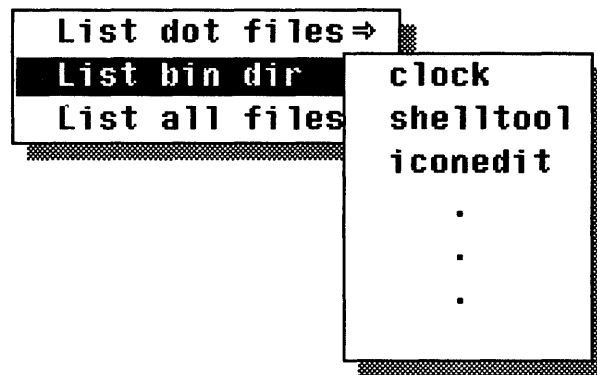 List dot files⇒
List bin dir
List all files
clock
shelltool
iconedit
.
.
.